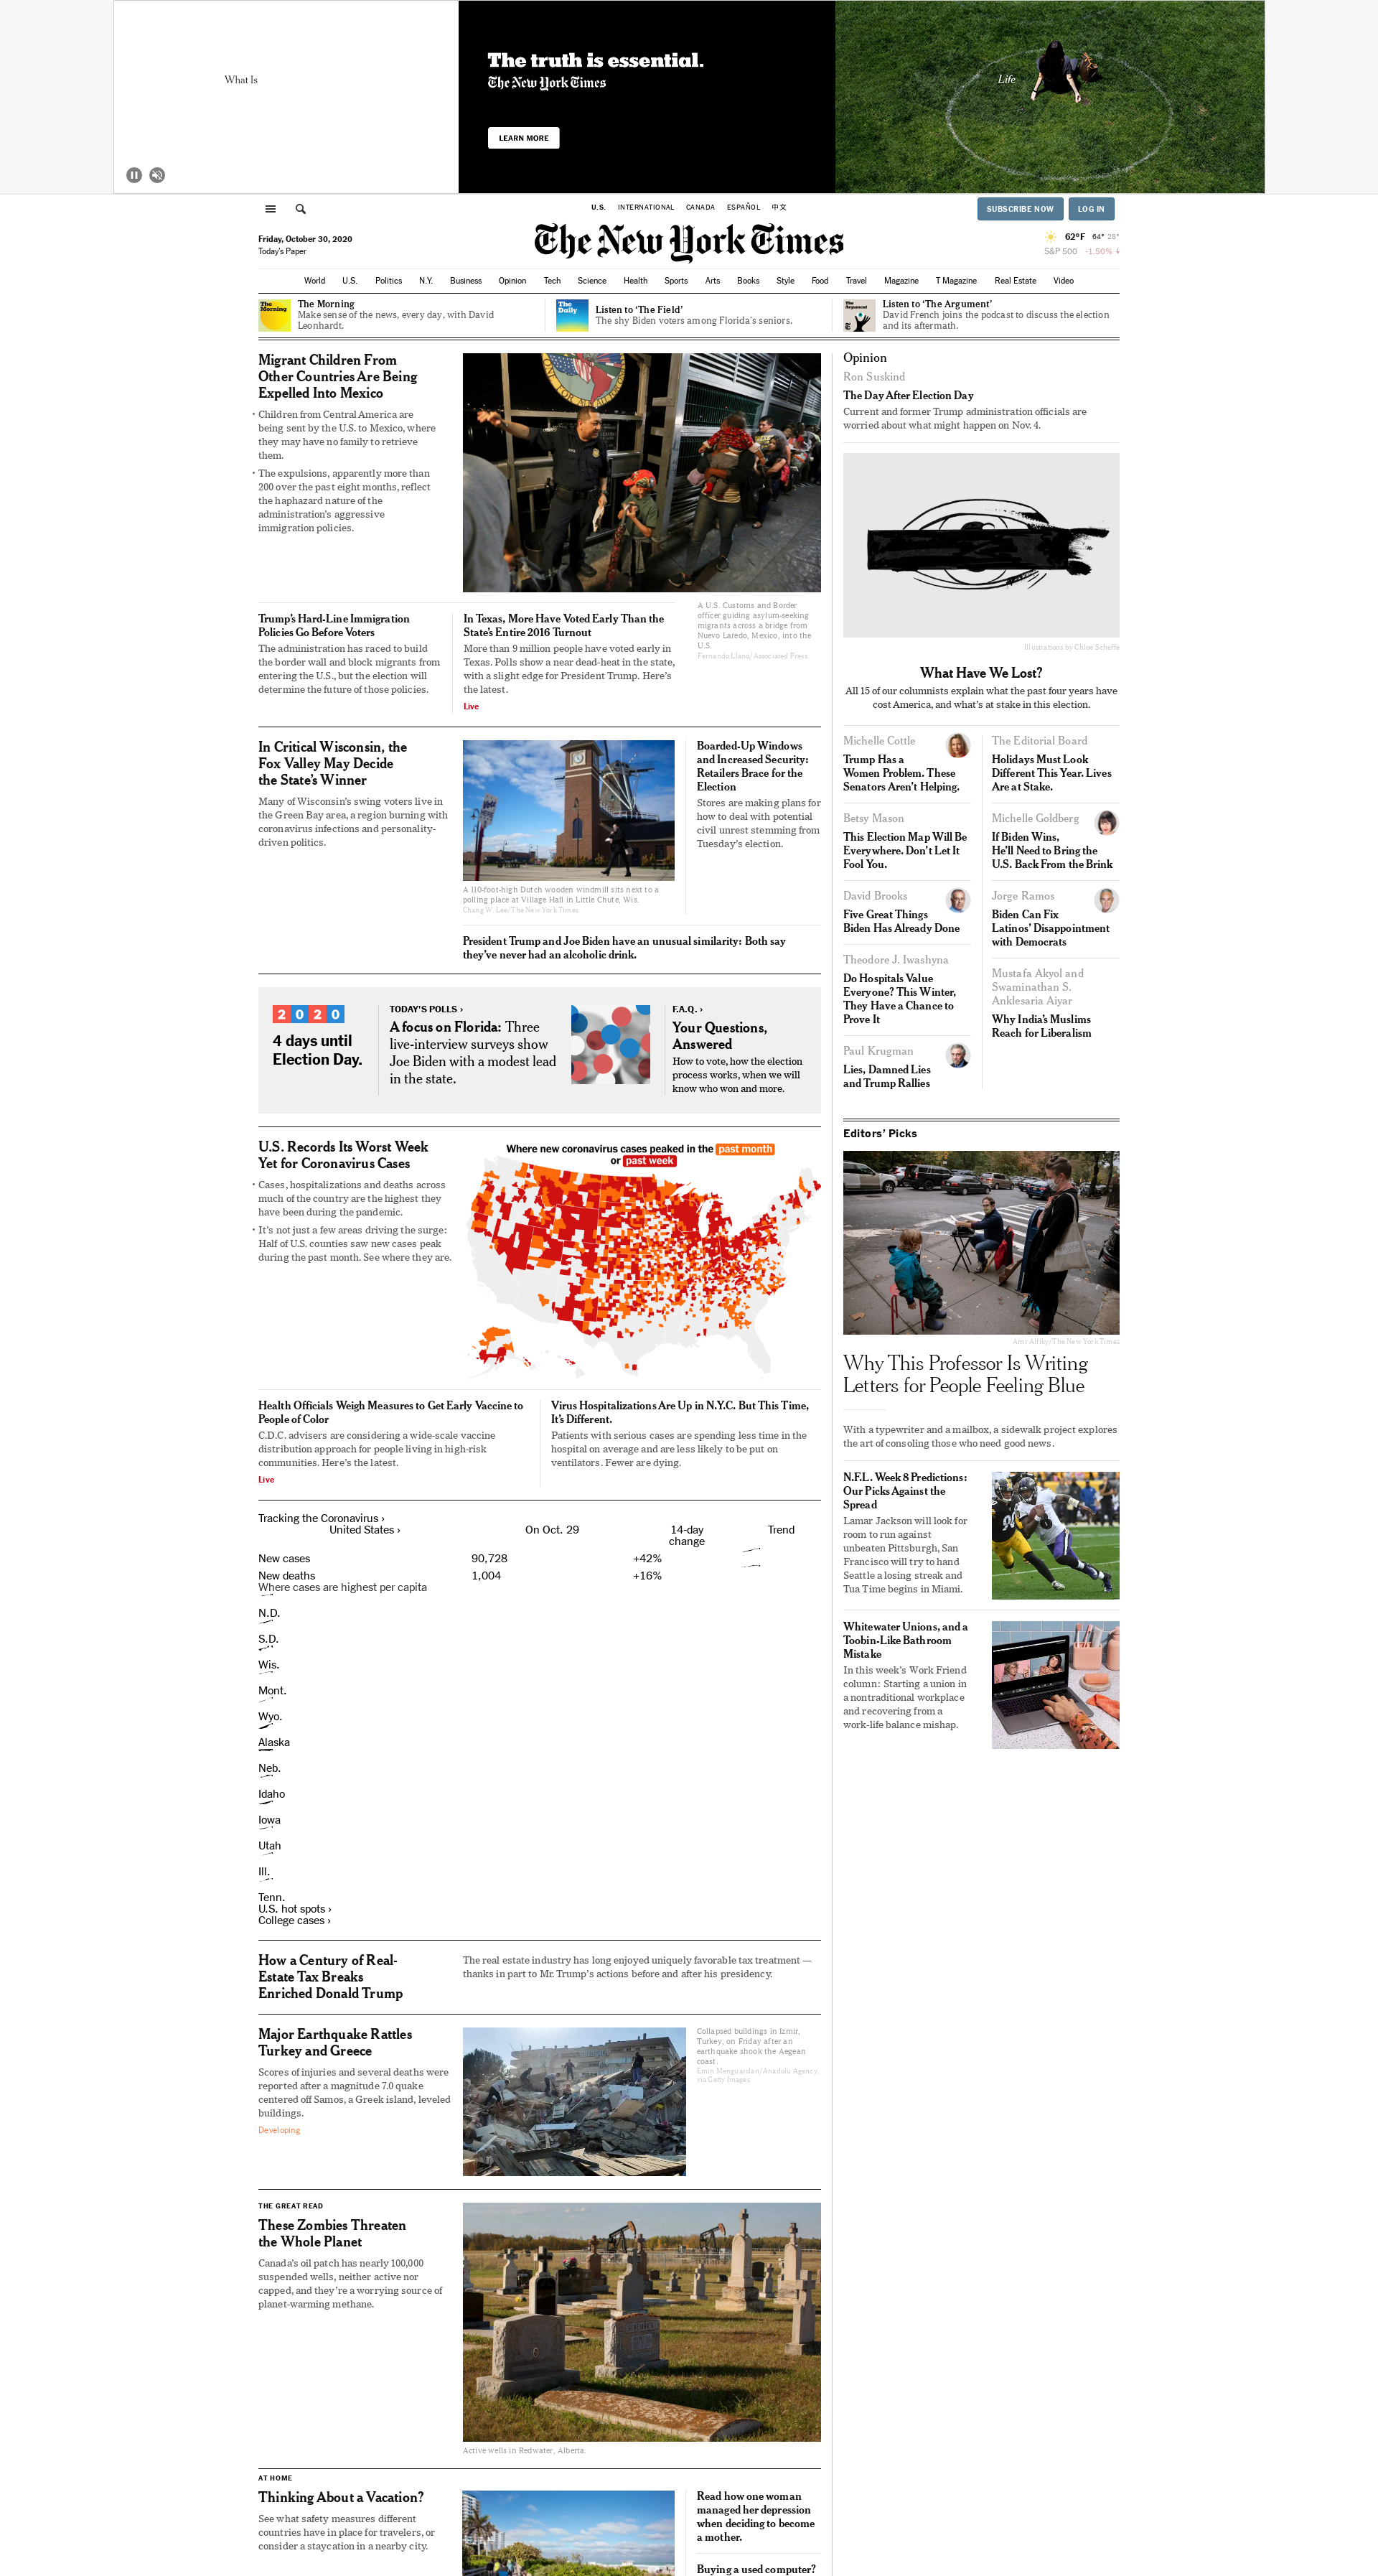 What Is
The truth is essential.
The New York Times
LEARN MORE
Life
U.S. INTERNATIONAL CANADA ESPAÑOL 中文
SUBSCRIBE NOW LOG IN
Friday, October 30, 2020
Today's Paper
The New York Times
62°F 64° 28°
S&P 500 -1.50%
World U.S. Politics N.Y. Business Opinion Tech Science Health Sports Arts Books Style Food Travel Magazine T Magazine Real Estate Video
The Morning
The Morning
Make sense of the news, every day, with David
Leonhardt.
The Daily
Listen to ‘The Field’
The shy Biden voters among Florida's seniors.
The Argument
Listen to ‘The Argument’
David French joins the podcast to discuss the election
and its aftermath.
Migrant Children From
Other Countries Are Being
Expelled Into Mexico
• Children from Central America are
being sent by the U.S. to Mexico, where
they may have no family to retrieve
them.
• The expulsions, apparently more than
200 over the past eight months, reflect
the haphazard nature of the
administration's aggressive
immigration policies.
A U.S. Customs and Border
officer guiding asylum-seeking
migrants across a bridge from
Nuevo Laredo, Mexico, into the
U.S.
Fernando Llano/Associated Press
Trump's Hard-Line Immigration
Policies Go Before Voters
The administration has raced to build
the border wall and block migrants from
entering the U.S., but the election will
determine the future of those policies.
In Texas, More Have Voted Early Than the
State's Entire 2016 Turnout
More than 9 million people have voted early in
Texas. Polls show a near dead-heat in the state,
with a slight edge for President Trump. Here's
the latest.
Live
In Critical Wisconsin, the
Fox Valley May Decide
the State's Winner
Many of Wisconsin's swing voters live in
the Green Bay area, a region burning with
coronavirus infections and personality-
driven politics.
A 110-foot-high Dutch wooden windmill sits next to a
polling place at Village Hall in Little Chute, Wis.
Chang W. Lee/The New York Times
Boarded-Up Windows
and Increased Security:
Retailers Brace for the
Election
Stores are making plans for
how to deal with potential
civil unrest stemming from
Tuesday's election.
President Trump and Joe Biden have an unusual similarity: Both say
they've never had an alcoholic drink.
2020
4 days until
Election Day.
TODAY'S POLLS ›
A focus on Florida: Three
live-interview surveys show
Joe Biden with a modest lead
in the state.
F.A.Q. ›
Your Questions,
Answered
How to vote, how the election
process works, when we will
know who won and more.
U.S. Records Its Worst Week
Yet for Coronavirus Cases
• Cases, hospitalizations and deaths across
much of the country are the highest they
have been during the pandemic.
• It's not just a few areas driving the surge:
Half of U.S. counties saw new cases peak
during the past month. See where they are.
Where new coronavirus cases peaked in the past month
or past week
Health Officials Weigh Measures to Get Early Vaccine to
People of Color
C.D.C. advisers are considering a wide-scale vaccine
distribution approach for people living in high-risk
communities. Here's the latest.
Live
Virus Hospitalizations Are Up in N.Y.C. But This Time,
It's Different.
Patients with serious cases are spending less time in the
hospital on average and are less likely to be put on
ventilators. Fewer are dying.
Tracking the Coronavirus ›
United States › On Oct. 29 14-day
change Trend
New cases 90,728 +42%
New deaths 1,004 +16%
Where cases are highest per capita
N.D.
S.D.
Wis.
Mont.
Wyo.
Alaska
Neb.
Idaho
Iowa
Utah
Ill.
Tenn.
U.S. hot spots ›
College cases ›
How a Century of Real-
Estate Tax Breaks
Enriched Donald Trump
The real estate industry has long enjoyed uniquely favorable tax treatment —
thanks in part to Mr. Trump's actions before and after his presidency.
Major Earthquake Rattles
Turkey and Greece
Scores of injuries and several deaths were
reported after a magnitude 7.0 quake
centered off Samos, a Greek island, leveled
buildings.
Developing
Collapsed buildings in Izmir,
Turkey, on Friday after an
earthquake shook the Aegean
coast.
Emin Menguarslan/Anadolu Agency,
via Getty Images
THE GREAT READ
These Zombies Threaten
the Whole Planet
Canada's oil patch has nearly 100,000
suspended wells, neither active nor
capped, and they're a worrying source of
planet-warming methane.
Active wells in Redwater, Alberta.
AT HOME
Thinking About a Vacation?
See what safety measures different
countries have in place for travelers, or
consider a staycation in a nearby city.
Read how one woman
managed her depression
when deciding to become
a mother.
Buying a used computer?
Opinion
Ron Suskind
The Day After Election Day
Current and former Trump administration officials are
worried about what might happen on Nov. 4.
Illustrations by Chloe Scheffe
What Have We Lost?
All 15 of our columnists explain what the past four years have
cost America, and what's at stake in this election.
Michelle Cottle
Trump Has a
Women Problem. These
Senators Aren't Helping.
Betsy Mason
This Election Map Will Be
Everywhere. Don't Let It
Fool You.
David Brooks
Five Great Things
Biden Has Already Done
Theodore J. Iwashyna
Do Hospitals Value
Everyone? This Winter,
They Have a Chance to
Prove It
Paul Krugman
Lies, Damned Lies
and Trump Rallies
The Editorial Board
Holidays Must Look
Different This Year. Lives
Are at Stake.
Michelle Goldberg
If Biden Wins,
He'll Need to Bring the
U.S. Back From the Brink
Jorge Ramos
Biden Can Fix
Latinos' Disappointment
with Democrats
Mustafa Akyol and
Swaminathan S.
Anklesaria Aiyar
Why India's Muslims
Reach for Liberalism
Editors' Picks
Amr Alfiky/The New York Times
Why This Professor Is Writing
Letters for People Feeling Blue
With a typewriter and a mailbox, a sidewalk project explores
the art of consoling those who need good news.
N.F.L. Week 8 Predictions:
Our Picks Against the
Spread
Lamar Jackson will look for
room to run against
unbeaten Pittsburgh, San
Francisco will try to hand
Seattle a losing streak and
Tua Time begins in Miami.
Whitewater Unions, and a
Toobin-Like Bathroom
Mistake
In this week's Work Friend
column: Starting a union in
a nontraditional workplace
and recovering from a
work-life balance mishap.